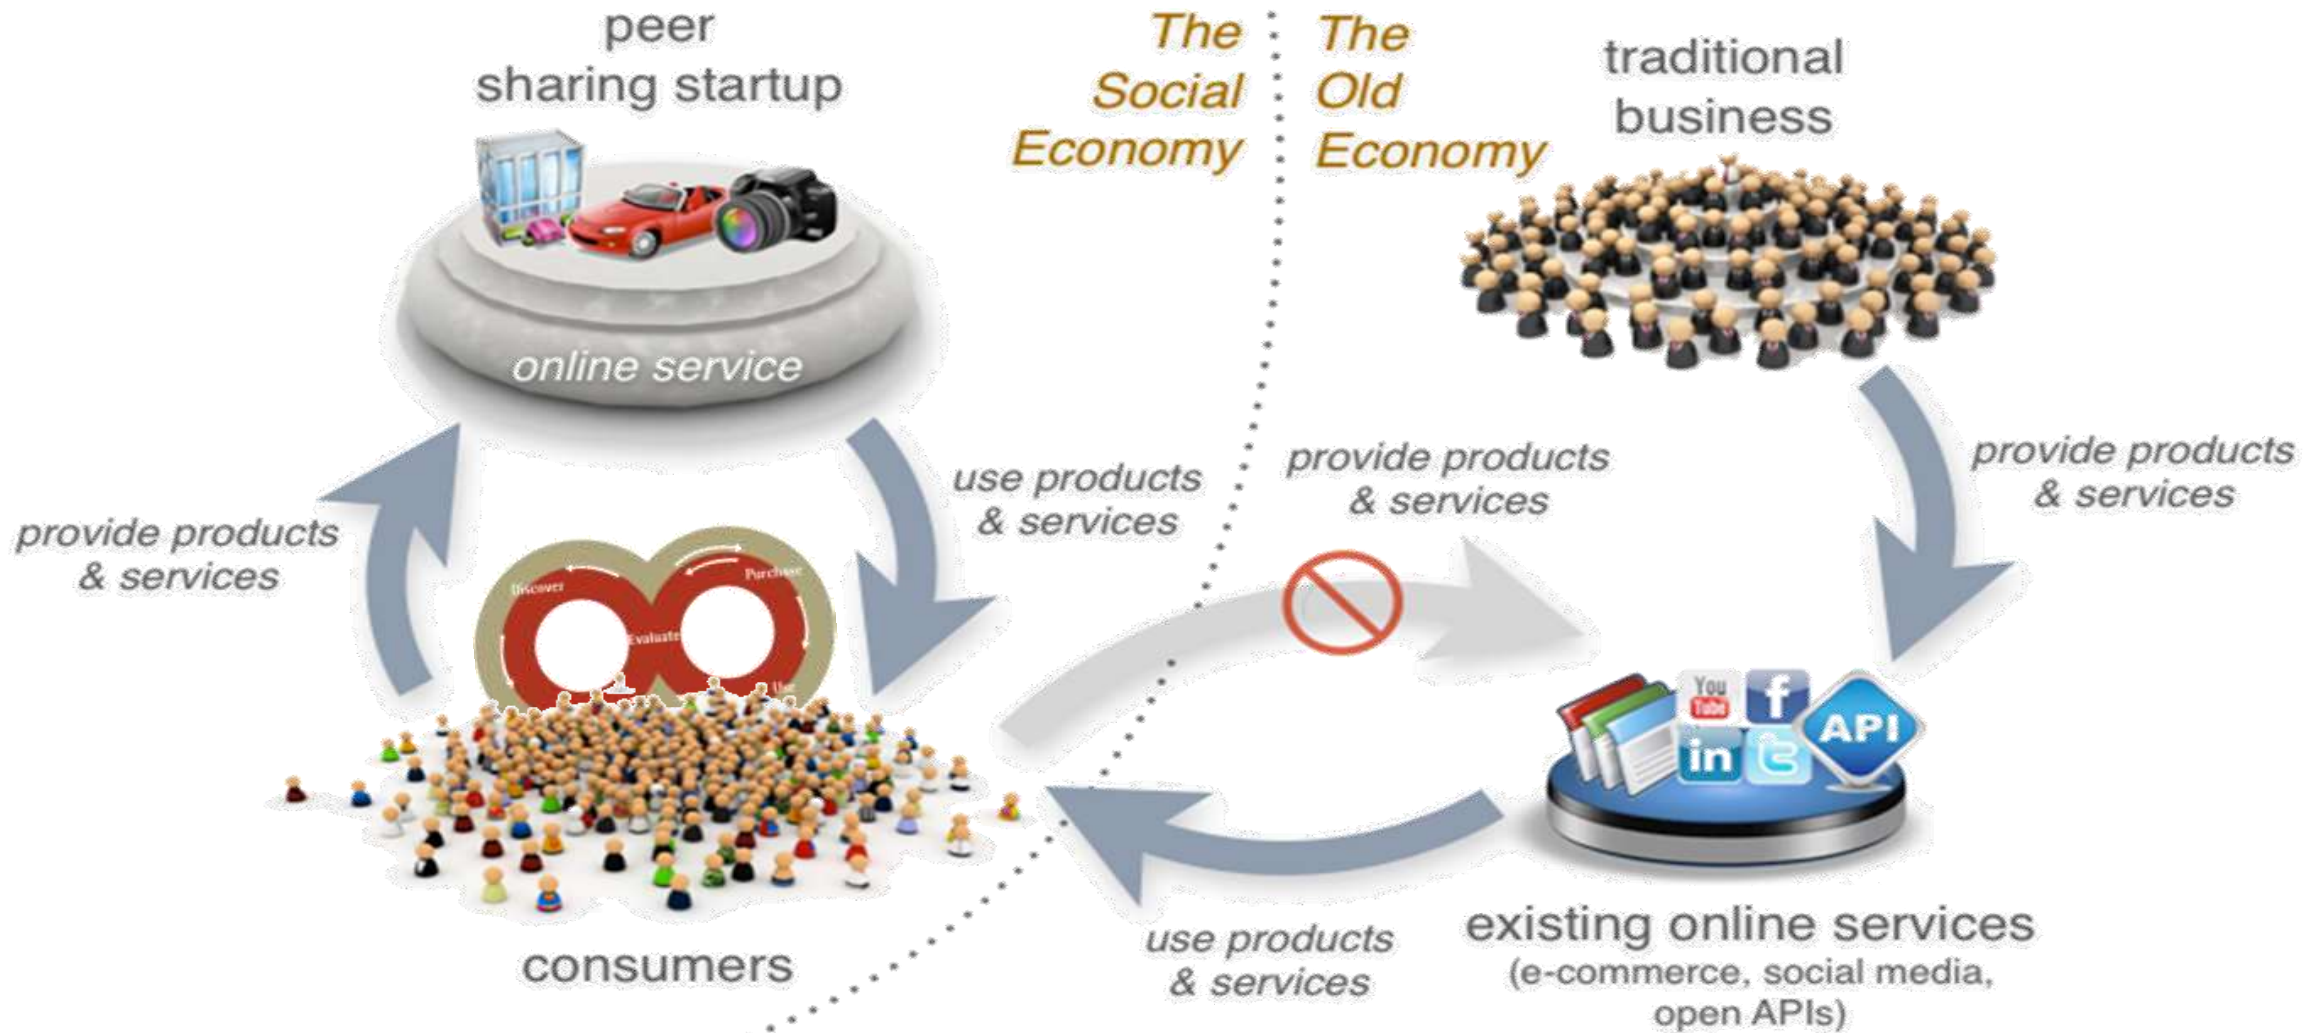 peer
sharing startup
The
Social
Economy
The
Old
Economy
traditional
business
online service
provide products
& services
use products
& services
provide products
& services
provide products
& services
Discover
Purchase
Evaluate
Use
You
Tube
f
in
t
API
consumers
use products
& services
existing online services
(e-commerce, social media,
open APIs)